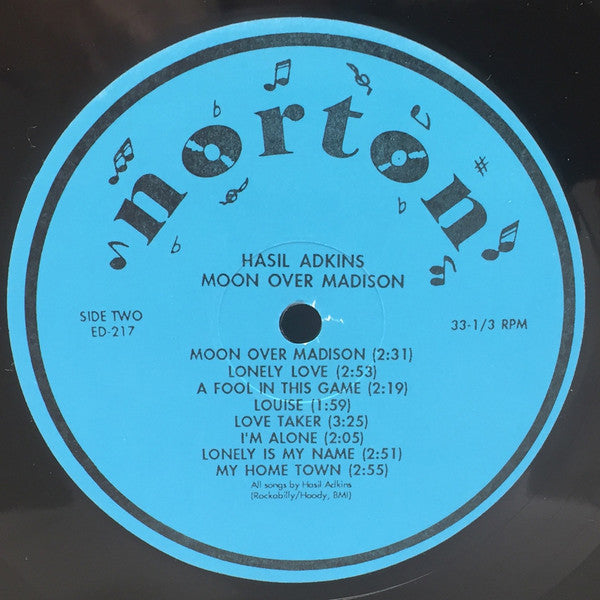 norton
HASIL ADKINS
MOON OVER MADISON
SIDE TWO
ED-217
33-1/3 RPM
MOON OVER MADISON (2:31)
LONELY LOVE (2:53)
A FOOL IN THIS GAME (2:19)
LOUISE (1:59)
LOVE TAKER (3:25)
I'M ALONE (2:05)
LONELY IS MY NAME (2:51)
MY HOME TOWN (2:55)
All songs by Hasil Adkins
(Rockabilly/Hoody, BMI)